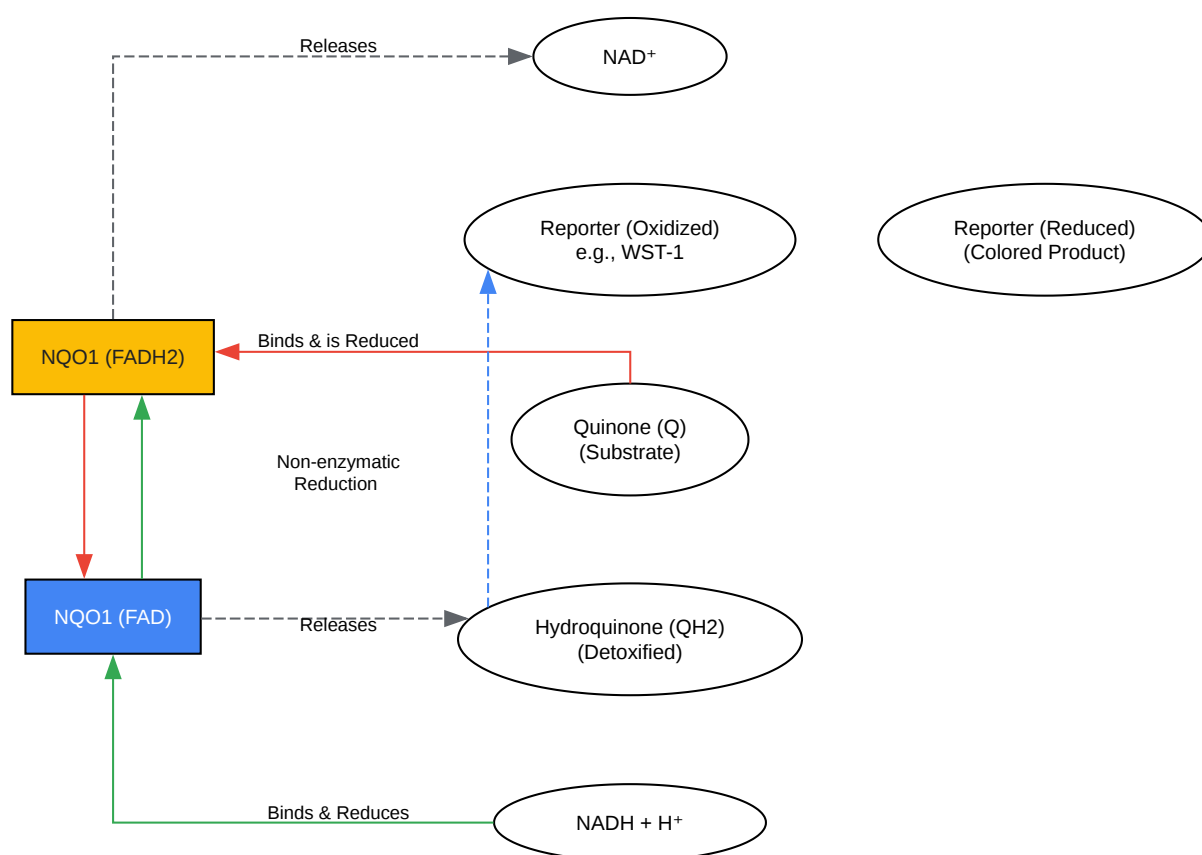 Releases
NAD⁺
Reporter (Oxidized)
e.g., WST-1
Reporter (Reduced)
(Colored Product)
NQO1 (FADH2)
Binds & is Reduced
Quinone (Q)
(Substrate)
Non-enzymatic
Reduction
NQO1 (FAD)
Releases
Hydroquinone (QH2)
(Detoxified)
Binds & Reduces
NADH + H⁺